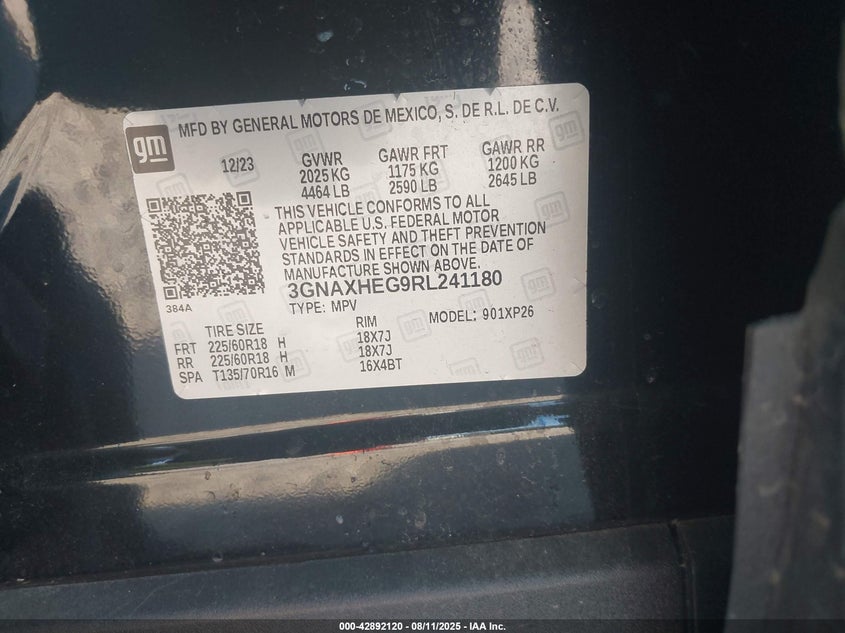 gm
MFD BY GENERAL MOTORS DE MEXICO, S. DE R.L. DE C.V.
12/23 GVWR GAWR FRT GAWR RR
2025 KG 1175 KG 1200 KG
4464 LB 2590 LB 2645 LB
THIS VEHICLE CONFORMS TO ALL
APPLICABLE U.S. FEDERAL MOTOR
VEHICLE SAFETY AND THEFT PREVENTION
STANDARDS IN EFFECT ON THE DATE OF
MANUFACTURE SHOWN ABOVE.
3GNAXHEG9RL241180
384A
TYPE: MPV
MODEL: 901XP26
TIRE SIZE RIM
FRT 225/60R18 H 18X7J
RR 225/60R18 H 18X7J
SPA T135/70R16 M 16X4BT
000-42892120 - 08/11/2025 - IAA Inc.